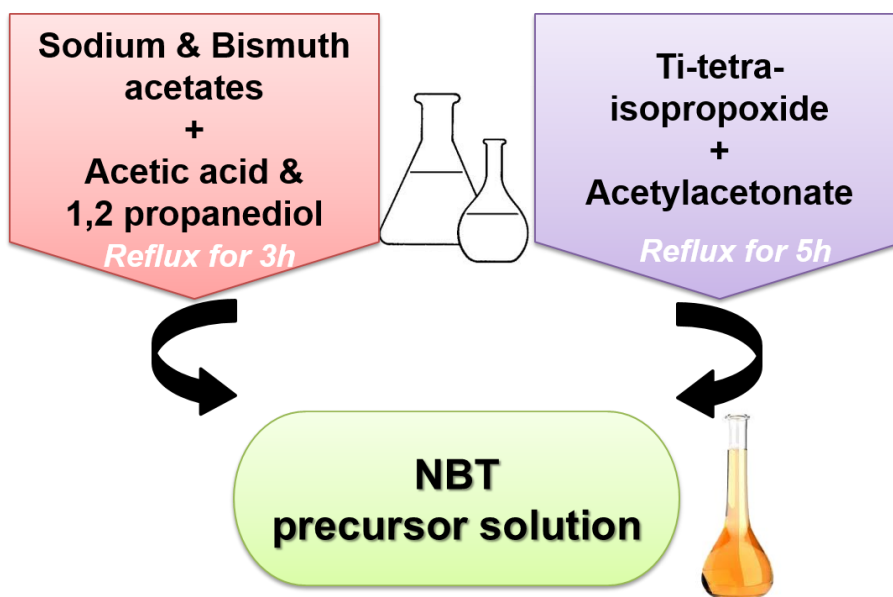 Sodium & Bismuth
acetates
+
Acetic acid &
1,2 propanediol
Reflux for 3h
Ti-tetra-
isopropoxide
+
Acetylacetonate
Reflux for 5h
NBT
precursor solution